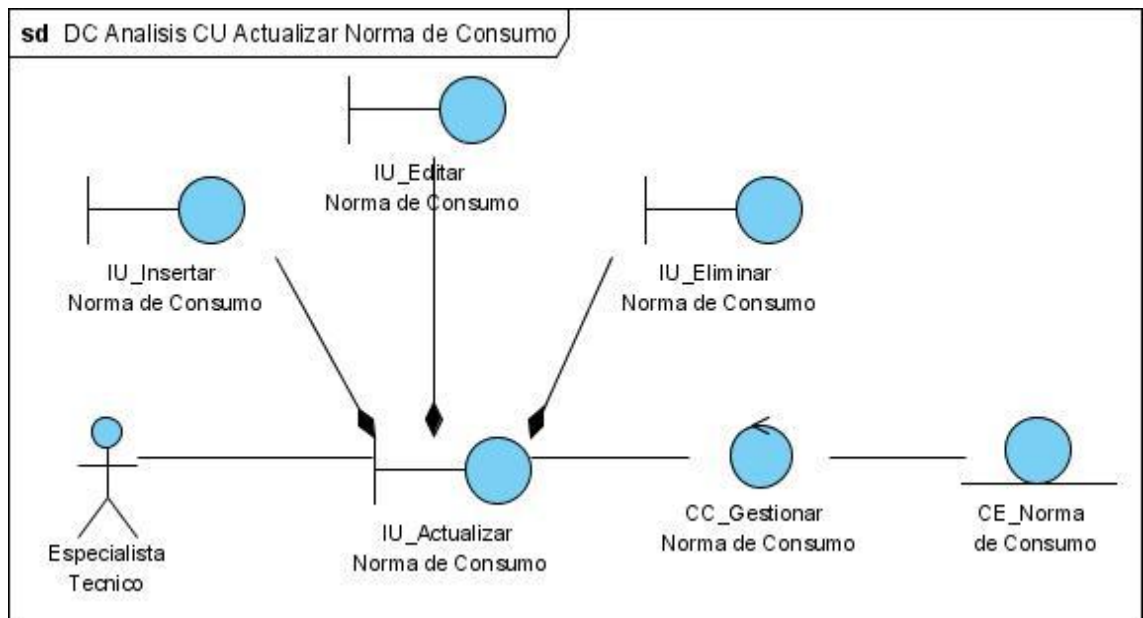 sd DC Analisis CU Actualizar Norma de Consumo
IU_Editar
Norma de Consumo
IU_Insertar
Norma de Consumo
IU_Eliminar
Norma de Consumo
Especialista
Tecnico
IU_Actualizar
Norma de Consumo
CC_Gestionar
Norma de Consumo
CE_Norma
de Consumo